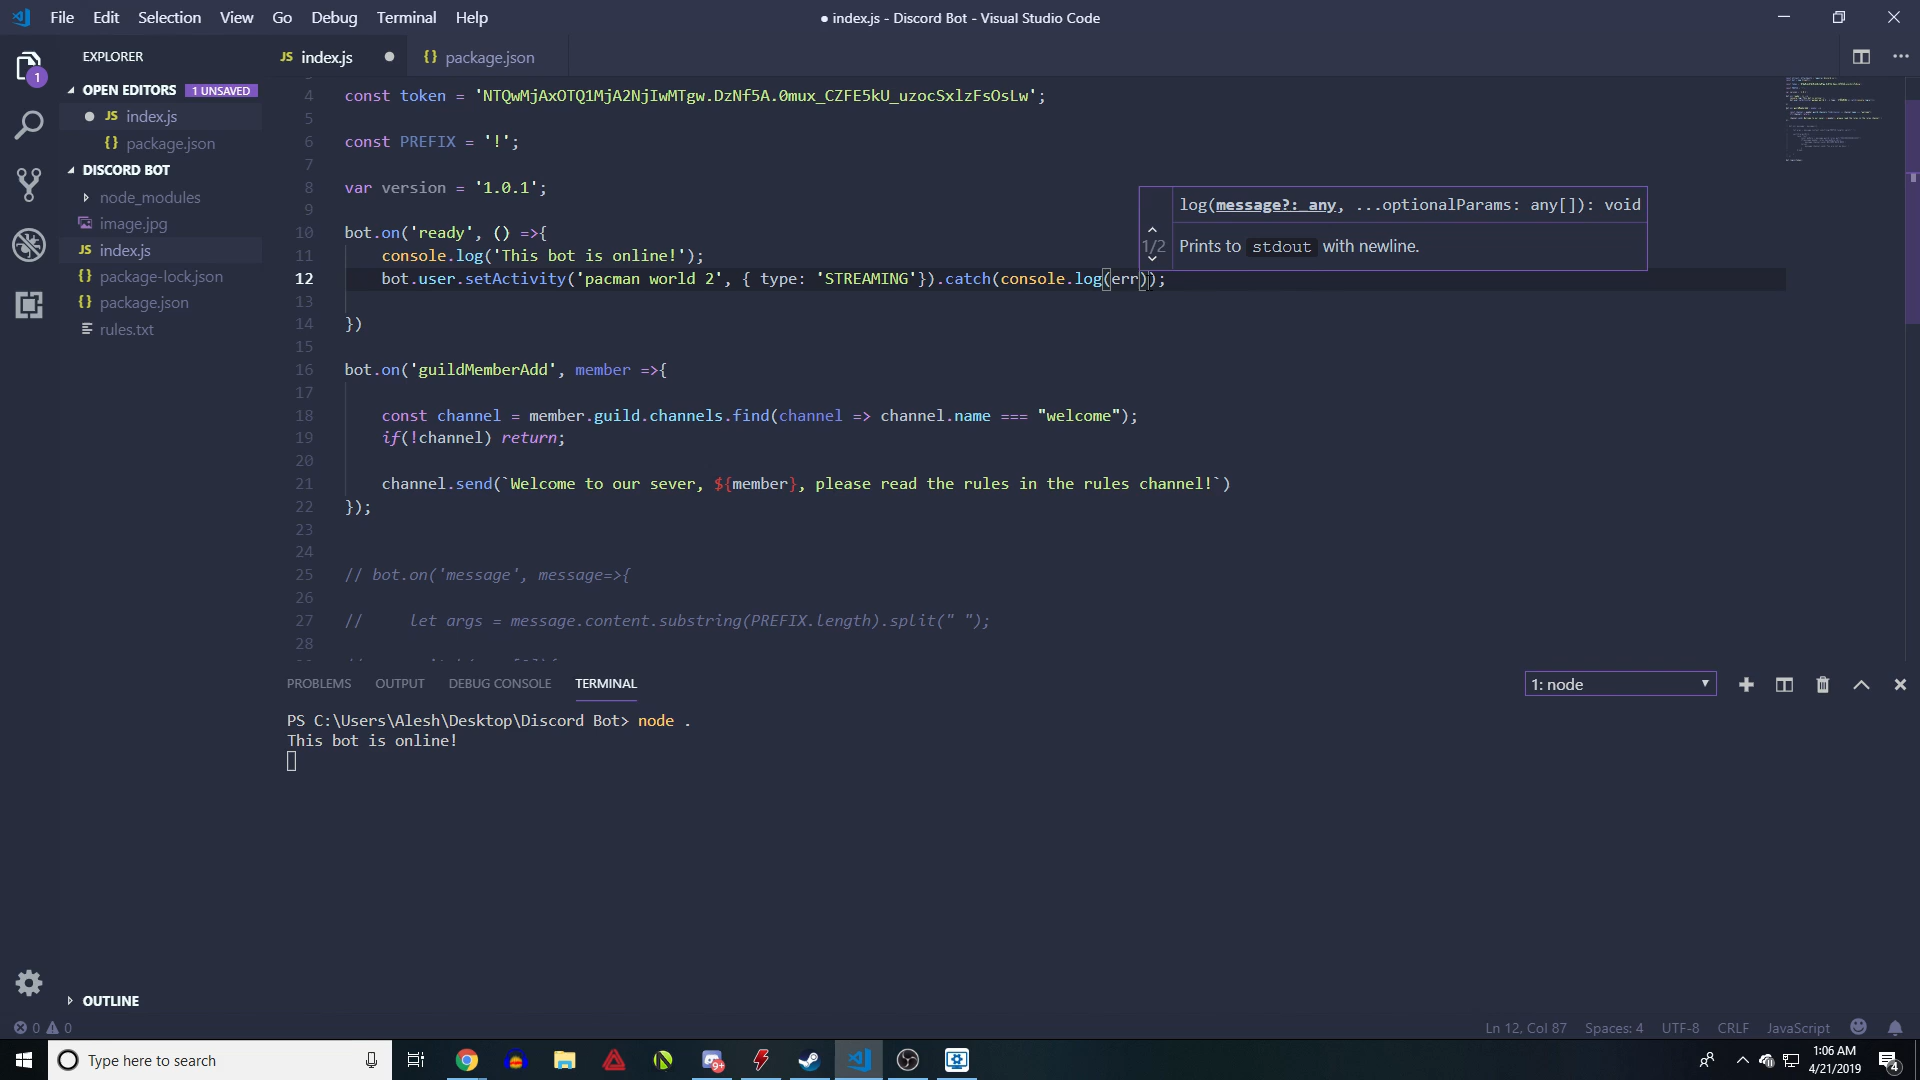 File Edit Selection View Go Debug Terminal Help
● index.js - Discord Bot - Visual Studio Code
EXPLORER
OPEN EDITORS 1 UNSAVED
JS index.js
{} package.json
DISCORD BOT
node_modules
image.jpg
JS index.js
{} package-lock.json
{} package.json
rules.txt
OUTLINE
1
JS index.js ●
{} package.json
4 const token = 'NTQwMjAxOTQ1MjA2NjIwMTgw.DzNf5A.0mux_CZFE5kU_uzocSxlzFsOsLw';
5
6 const PREFIX = '!';
7
8 var version = '1.0.1';
9
10 bot.on('ready', () =>{
11 console.log('This bot is online!');
12 bot.user.setActivity('pacman world 2', { type: 'STREAMING'}).catch(console.log(err));
13
14 })
15
16 bot.on('guildMemberAdd', member =>{
17
18 const channel = member.guild.channels.find(channel => channel.name === "welcome");
19 if(!channel) return;
20
21 channel.send(`Welcome to our sever, ${member}, please read the rules in the rules channel!`)
22 });
23
24
25 // bot.on('message', message=>{
26
27 // let args = message.content.substring(PREFIX.length).split(" ");
28
log(message?: any, ...optionalParams: any[]): void
1/2 Prints to stdout with newline.
PROBLEMS OUTPUT DEBUG CONSOLE TERMINAL
1: node
PS C:\Users\Alesh\Desktop\Discord Bot> node .
This bot is online!
0 0
Ln 12, Col 87 Spaces: 4 UTF-8 CRLF JavaScript
Type here to search
9+
1:06 AM
4/21/2019
4